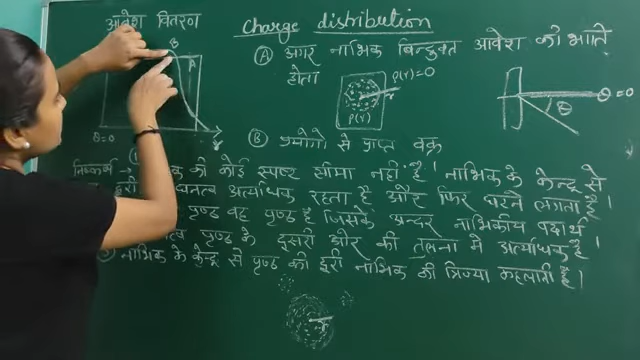 आवेश वितरण
Charge distribution
B
A
Ⓐ अगर नाभिक बिन्दुवत आवेश की भाँति
होता
ρ(r)=0
r
ρ(r)
θ=0
θ
θ=0
r
Ⓑ प्रयोगो से प्राप्त वक्र
निष्कर्ष → की कोई स्पष्ट सीमा नही है। नाभिक के केन्द्र से
दूरी घनत्व अत्यधिक रहता है और फिर घटने लगता है।
पृष्ठ वह पृष्ठ है जिसके अन्दर नाभिकीय पदार्थ
पृष्ठ के दूसरी ओर की तुलना मे अत्यधिक है।
नाभिक के केन्द्र से पृष्ठ की दूरी नाभिक की त्रिज्या कहलाती है।
r